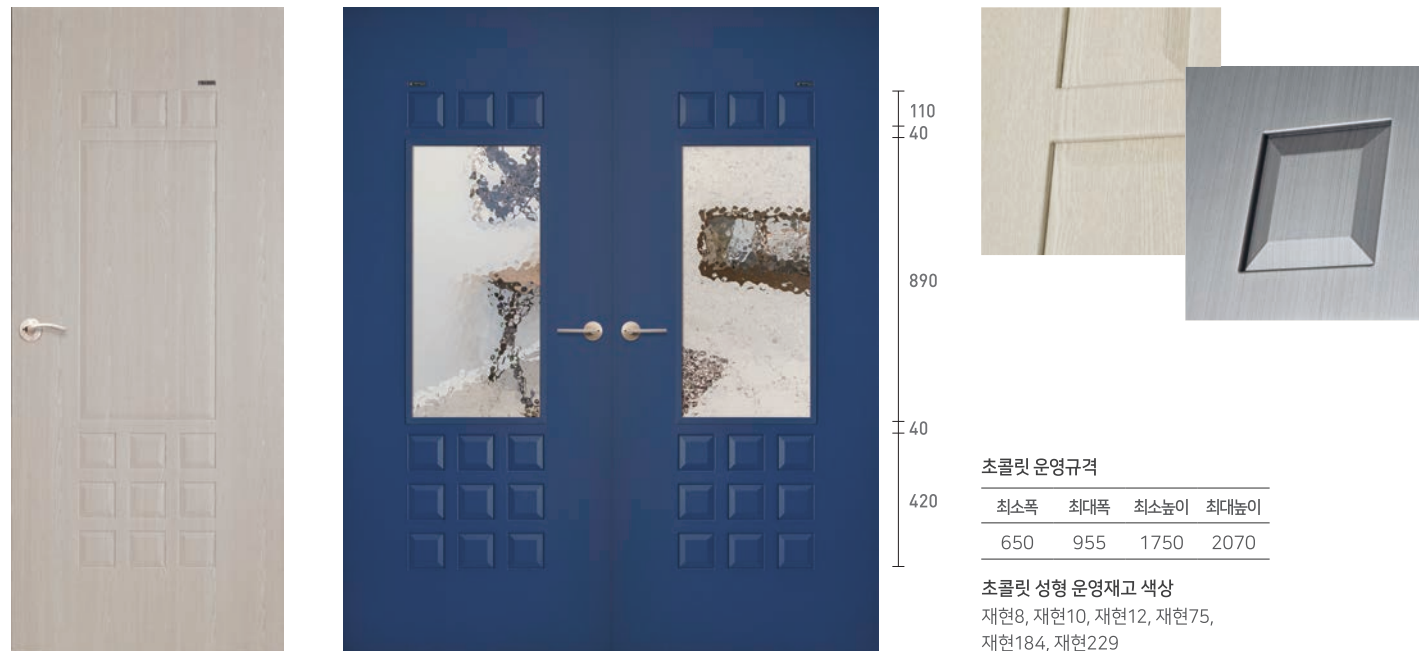 110
40
890
40
420
초콜릿 운영규격
최소폭 최대폭 최소높이 최대높이
650 955 1750 2070
초콜릿 성형 운영재고 색상
재현8, 재현10, 재현12, 재현75,
재현184, 재현229